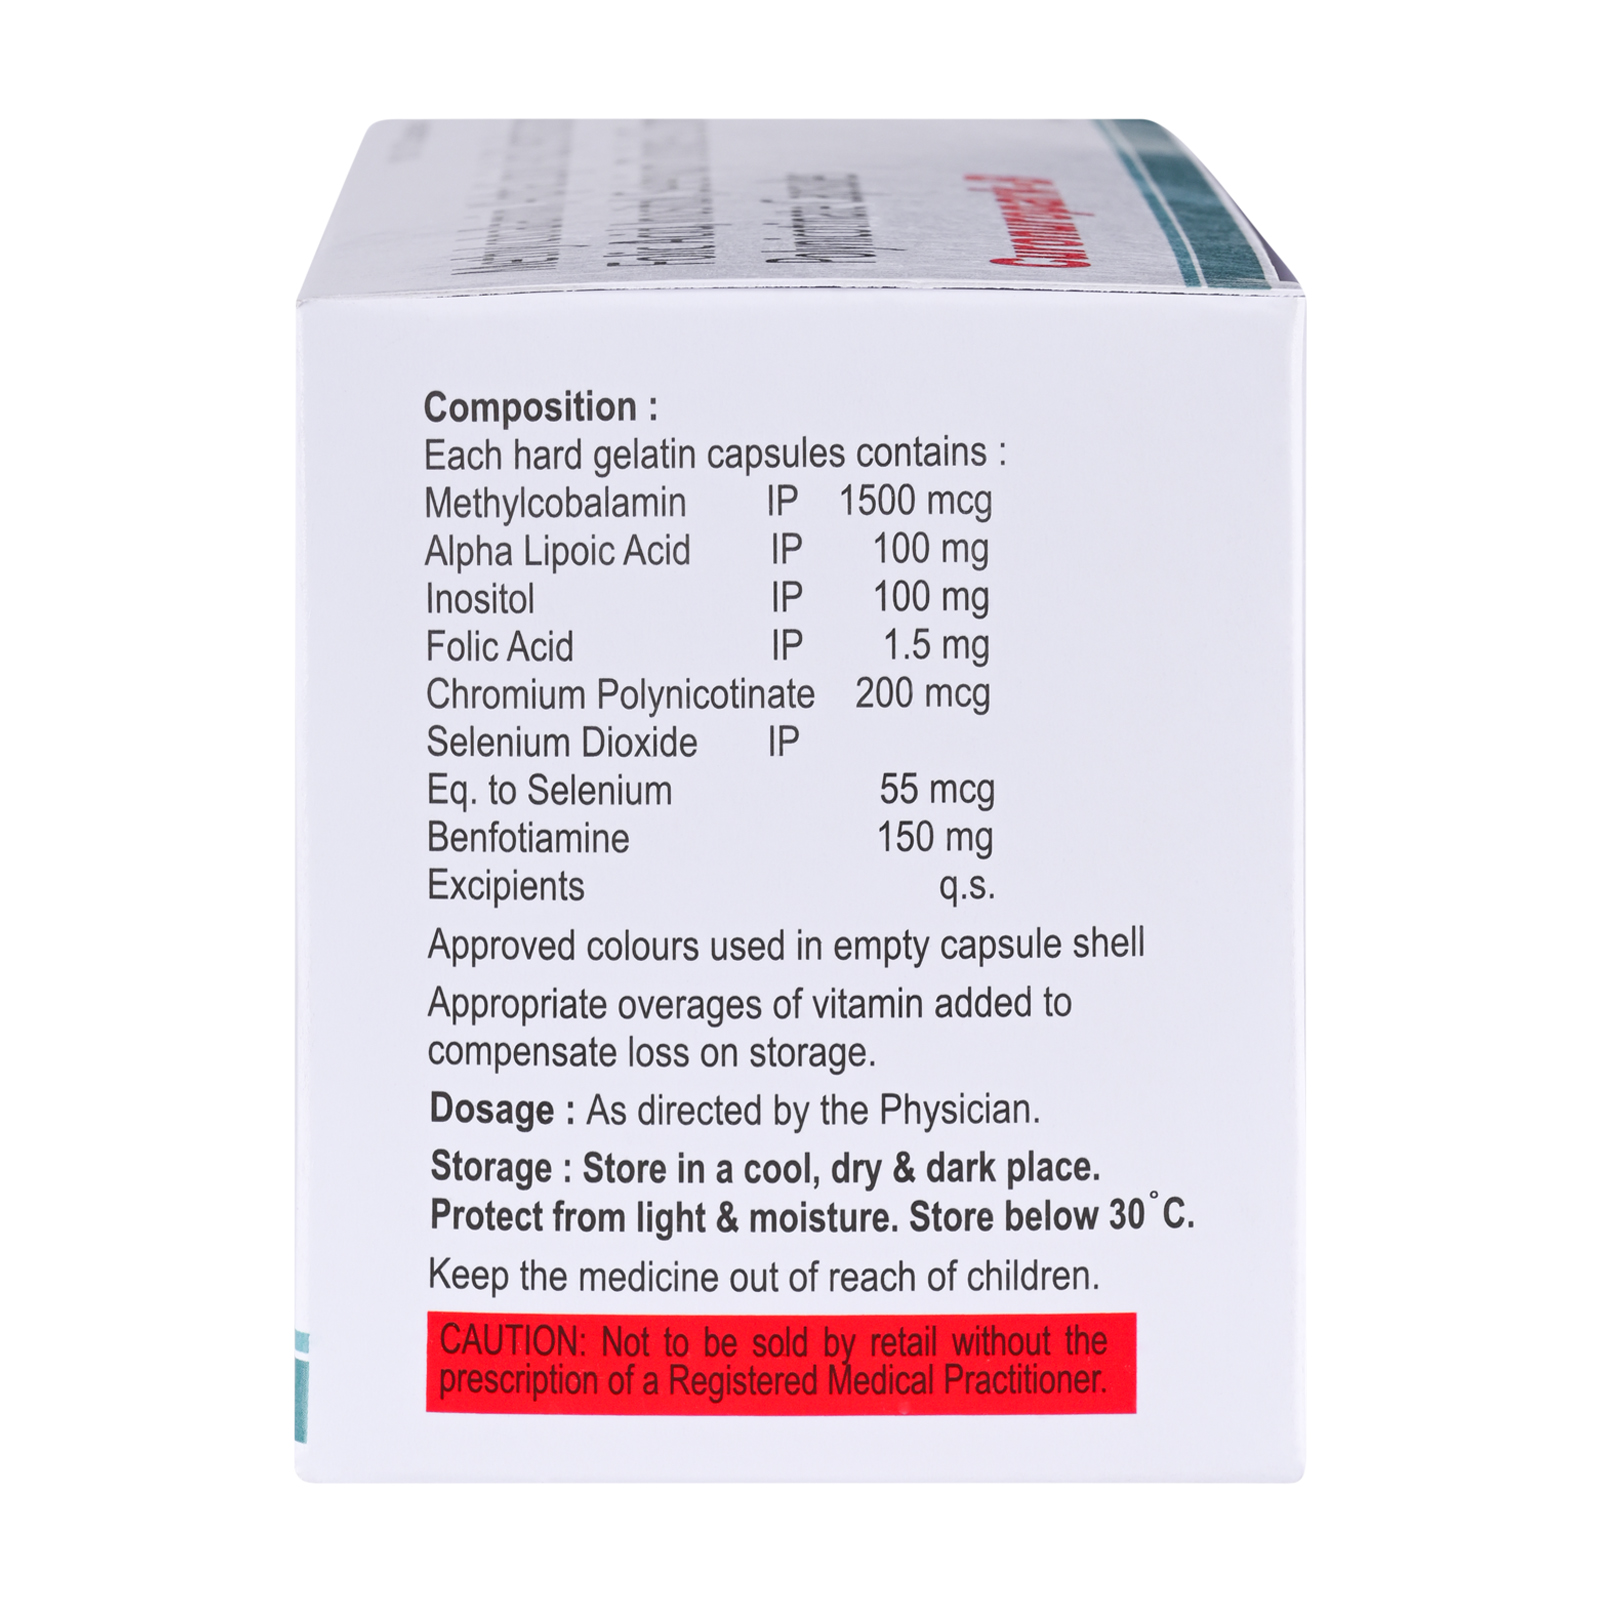 Composition :
Each hard gelatin capsules contains :
Methylcobalamin IP 1500 mcg
Alpha Lipoic Acid IP 100 mg
Inositol IP 100 mg
Folic Acid IP 1.5 mg
Chromium Polynicotinate 200 mcg
Selenium Dioxide IP
Eq. to Selenium 55 mcg
Benfotiamine 150 mg
Excipients q.s.
Approved colours used in empty capsule shell
Appropriate overages of vitamin added to
compensate loss on storage.
Dosage : As directed by the Physician.
Storage : Store in a cool, dry & dark place.
Protect from light & moisture. Store below 30°C.
Keep the medicine out of reach of children.
CAUTION: Not to be sold by retail without the
prescription of a Registered Medical Practitioner.